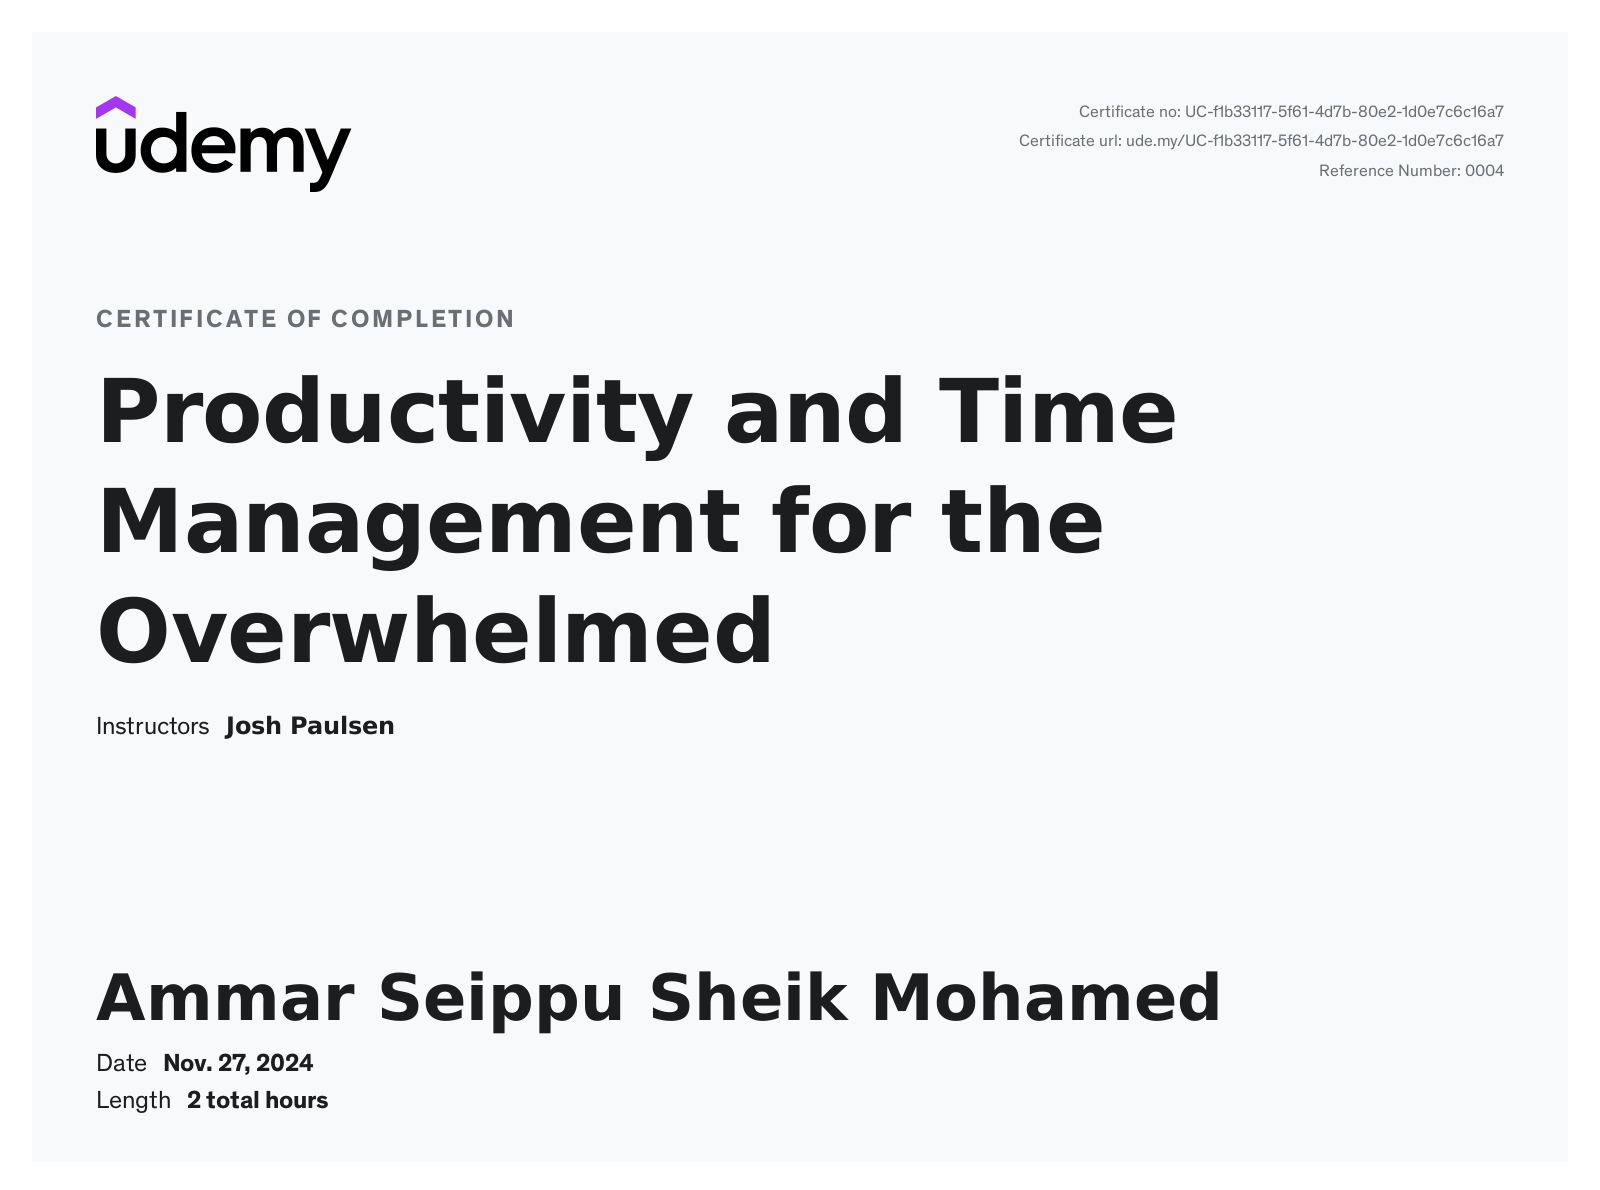 udemy
Certificate no: UC-f1b33117-5f61-4d7b-80e2-1d0e7c6c16a7
Certificate url: ude.my/UC-f1b33117-5f61-4d7b-80e2-1d0e7c6c16a7
Reference Number: 0004
CERTIFICATE OF COMPLETION
Productivity and Time
Management for the
Overwhelmed
Instructors Josh Paulsen
Ammar Seippu Sheik Mohamed
Date Nov. 27, 2024
Length 2 total hours